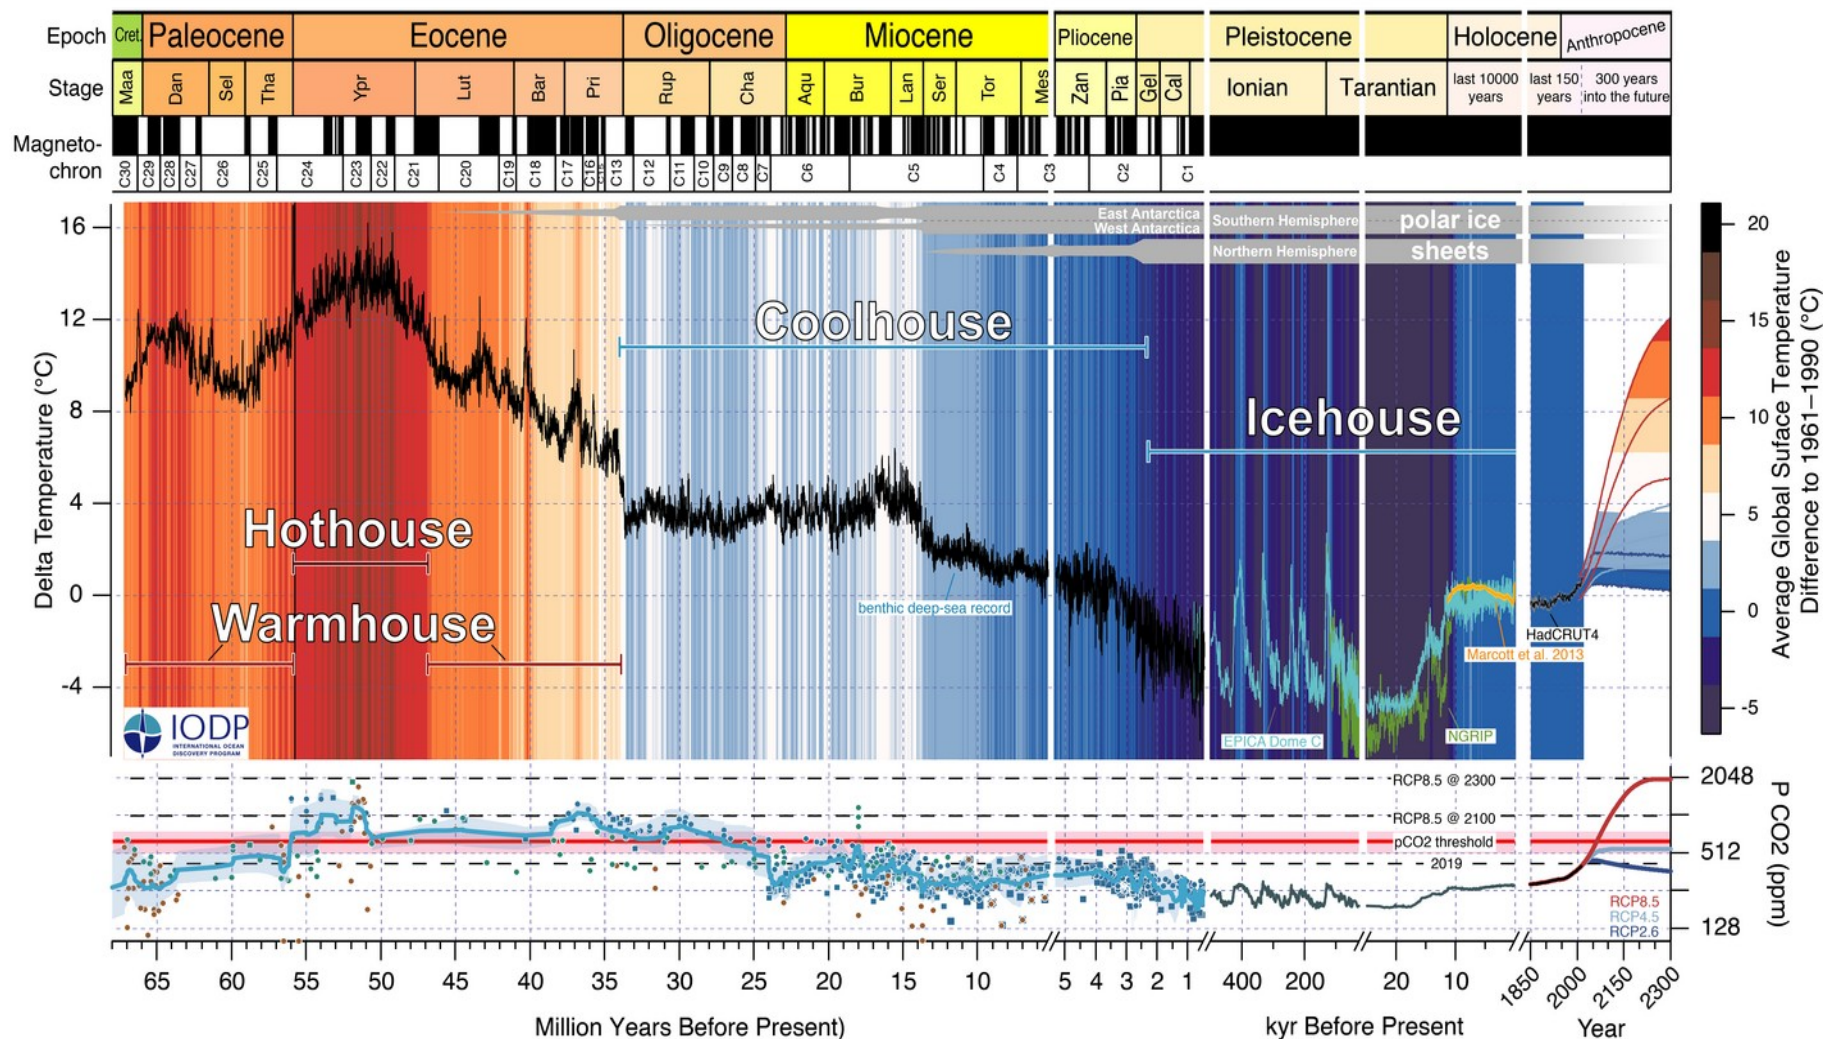 Epoch
Cret.
Paleocene
Eocene
Oligocene
Miocene
Pliocene
Pleistocene
Holocene
Anthropocene
Stage
Maa
Dan
Sel
Tha
Ypr
Lut
Bar
Pri
Rup
Cha
Aqu
Bur
Lan
Ser
Tor
Mes
Zan
Pia
Gel
Cal
Ionian
Tarantian
last 10000
years
last 150
years
300 years
into the future
Magneto-
chron
C30
C29
C28
C27
C26
C25
C24
C23
C22
C21
C20
C19
C18
C17
C16
C15
C13
C12
C11
C10
C9
C8
C7
C6
C5
C4
C3
C2
C1
East Antarctica
West Antarctica
Southern Hemisphere
Northern Hemisphere
polar ice
sheets
Delta Temperature (°C)
16
12
8
4
0
-4
Coolhouse
Icehouse
Hothouse
Warmhouse
benthic deep-sea record
HadCRUT4
Marcott et al. 2013
EPICA Dome C
NGRIP
IODP
INTERNATIONAL OCEAN
DISCOVERY PROGRAM
20
15
10
5
0
-5
Average Global Suface Temperature
Difference to 1961–1990 (°C)
RCP8.5 @ 2300
RCP8.5 @ 2100
pCO2 threshold
2019
RCP8.5
RCP4.5
RCP2.6
2048
512
128
P CO2 (ppm)
65
60
55
50
45
40
35
30
25
20
15
10
5
4
3
2
1
400
200
20
10
1850
2000
2150
2300
Million Years Before Present)
kyr Before Present
Year